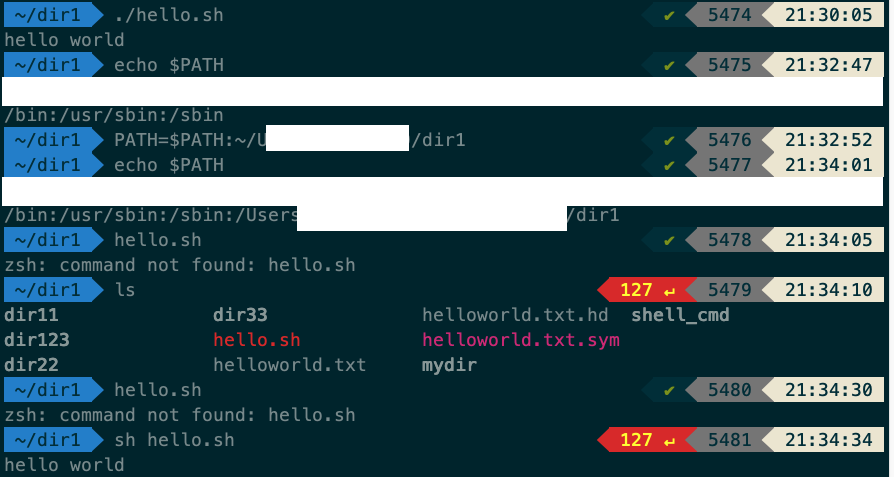 ~/dir1 ./hello.sh ✔ 5474 21:30:05
hello world
~/dir1 echo $PATH ✔ 5475 21:32:47
/bin:/usr/sbin:/sbin
~/dir1 PATH=$PATH:~/U /dir1 ✔ 5476 21:32:52
~/dir1 echo $PATH ✔ 5477 21:34:01
/bin:/usr/sbin:/sbin:/Users /dir1
~/dir1 hello.sh ✔ 5478 21:34:05
zsh: command not found: hello.sh
~/dir1 ls 127 ↵ 5479 21:34:10
dir11 dir33 helloworld.txt.hd shell_cmd
dir123 hello.sh helloworld.txt.sym
dir22 helloworld.txt mydir
~/dir1 hello.sh ✔ 5480 21:34:30
zsh: command not found: hello.sh
~/dir1 sh hello.sh 127 ↵ 5481 21:34:34
hello world